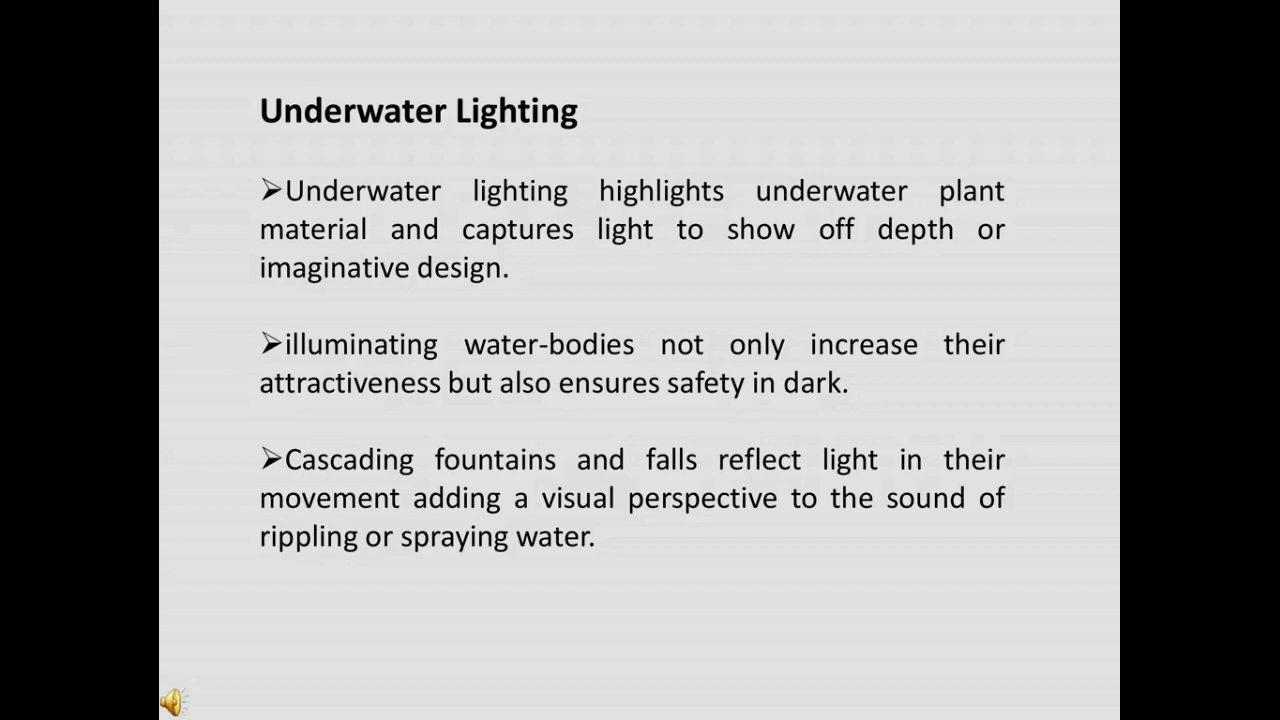 Underwater Lighting
➢Underwater lighting highlights underwater plant
material and captures light to show off depth or
imaginative design.
➢illuminating water-bodies not only increase their
attractiveness but also ensures safety in dark.
➢Cascading fountains and falls reflect light in their
movement adding a visual perspective to the sound of
rippling or spraying water.